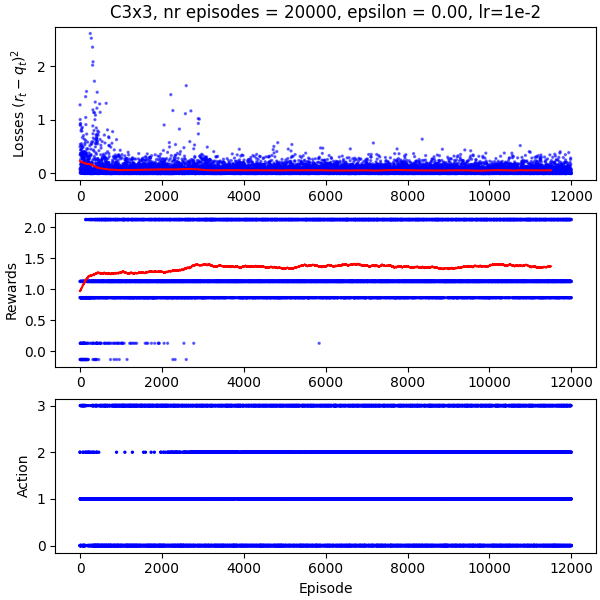 C3x3, nr episodes = 20000, epsilon = 0.00, lr=1e-2
Losses $(r_t - q_t)^2$
2
1
0
0 2000 4000 6000 8000 10000 12000
Rewards
2.0
1.5
1.0
0.5
0.0
0 2000 4000 6000 8000 10000 12000
Action
3
2
1
0
0 2000 4000 6000 8000 10000 12000
Episode